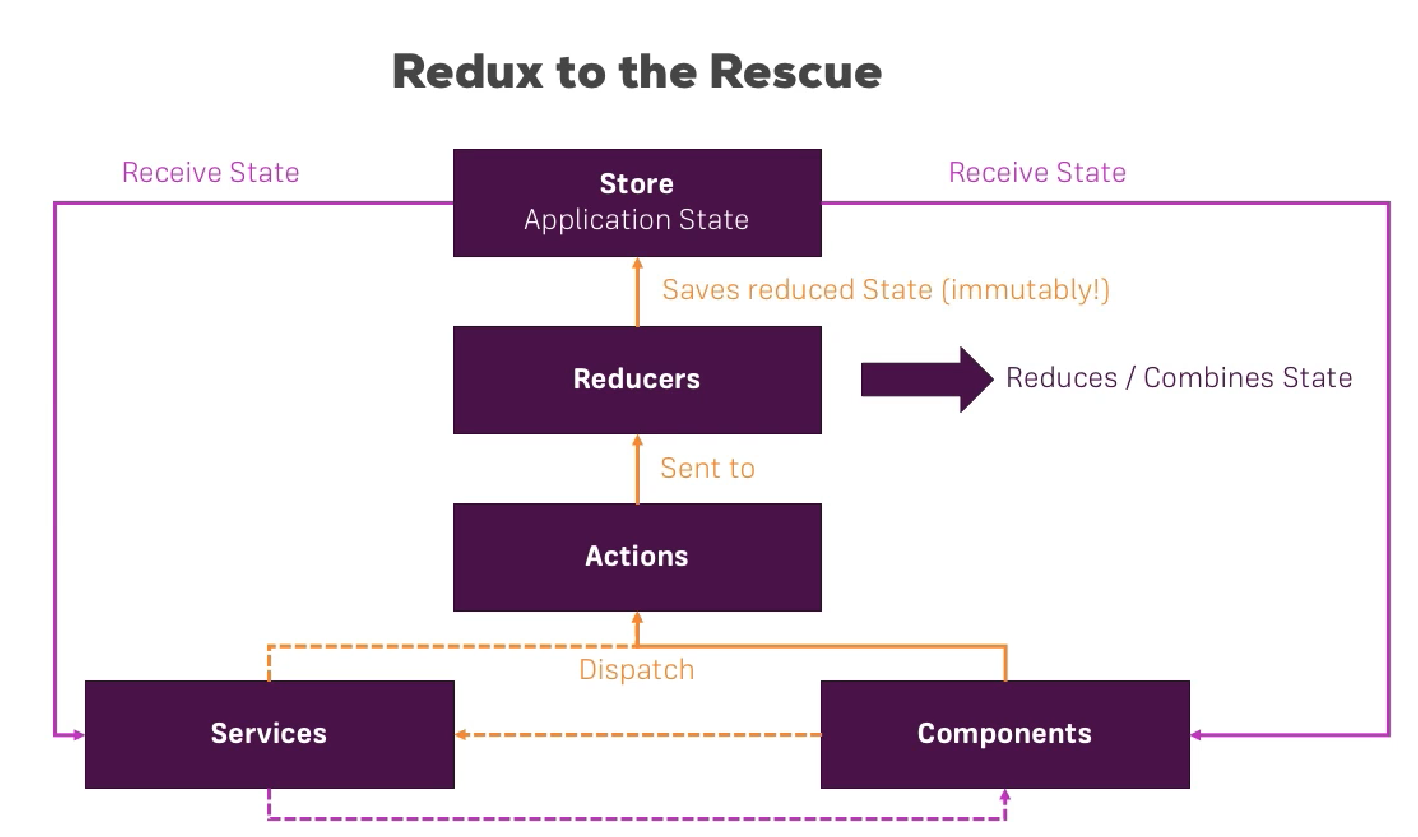 Redux to the Rescue
Receive State
Store
Application State
Receive State
Saves reduced State (immutably!)
Reducers
Reduces / Combines State
Sent to
Actions
Dispatch
Services
Components